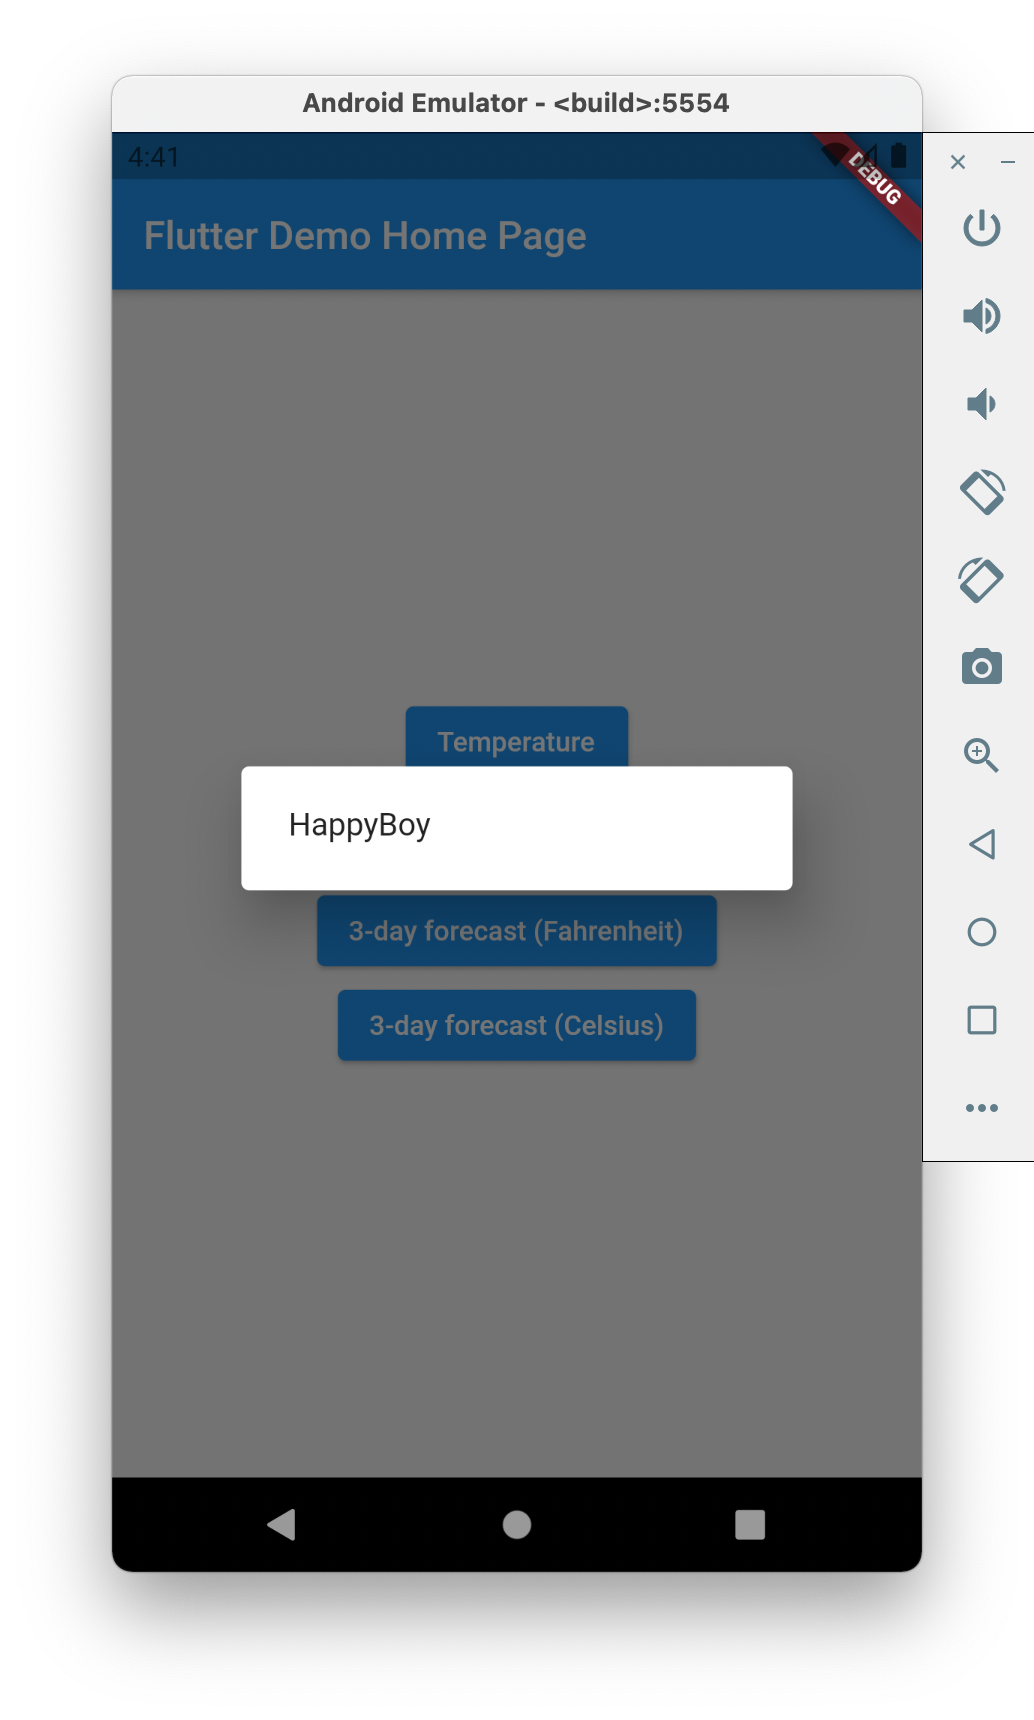 Android Emulator - <build>:5554
4:41
DEBUG
Flutter Demo Home Page
Temperature
HappyBoy
3-day forecast (Fahrenheit)
3-day forecast (Celsius)